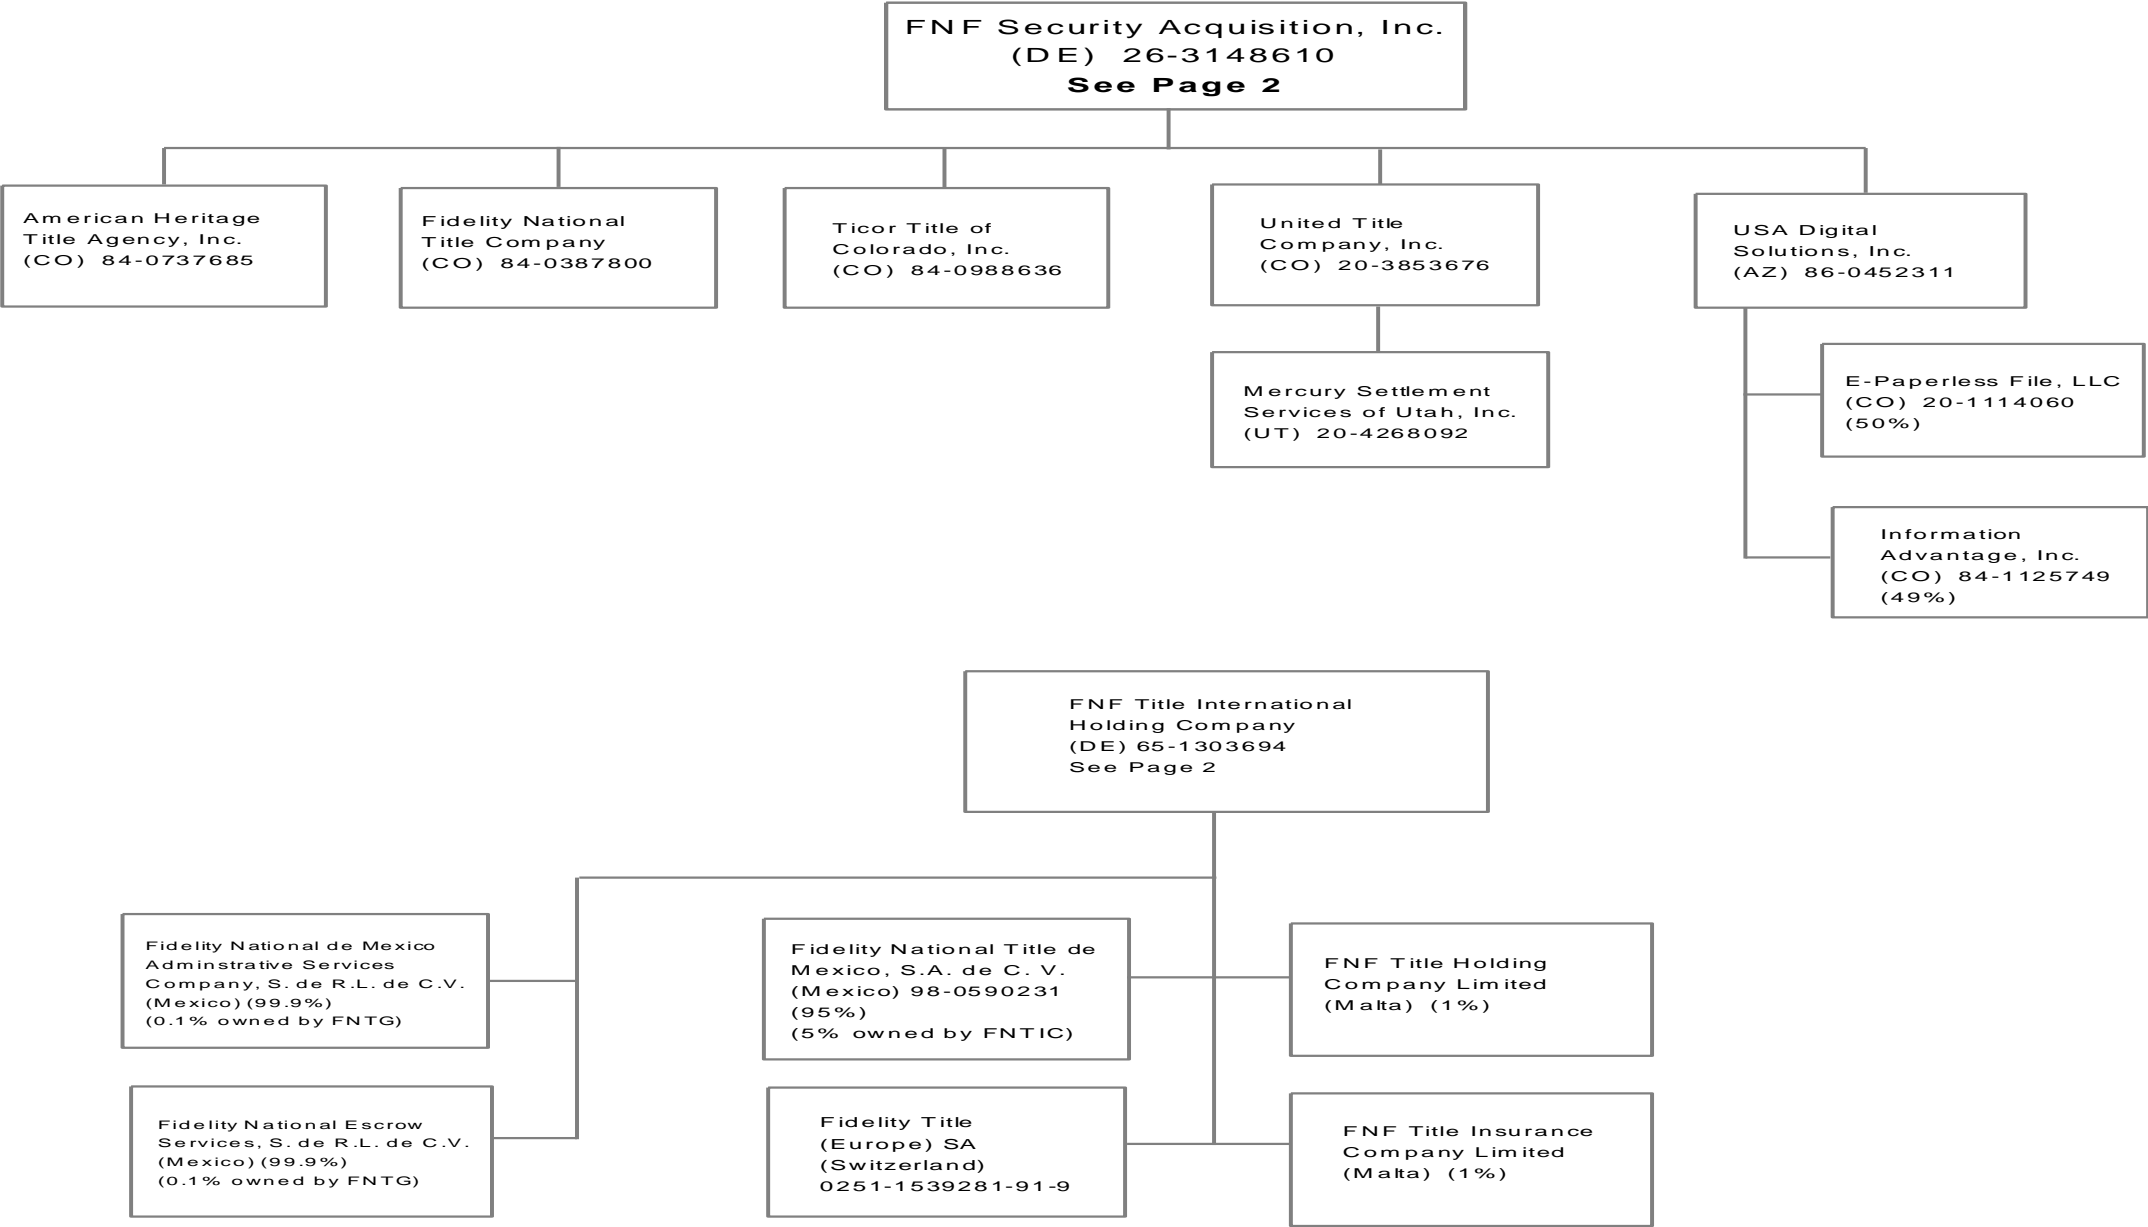 FNF Security Acquisition, Inc.
(DE) 26-3148610
See Page 2
American Heritage
Title Agency, Inc.
(CO) 84-0737685
Fidelity National
Title Company
(CO) 84-0387800
Ticor Title of
Colorado, Inc.
(CO) 84-0988636
United Title
Company, Inc.
(CO) 20-3853676
USA Digital
Solutions, Inc.
(AZ) 86-0452311
Mercury Settlement
Services of Utah, Inc.
(UT) 20-4268092
E-Paperless File, LLC
(CO) 20-1114060
(50%)
Information
Advantage, Inc.
(CO) 84-1125749
(49%)
FNF Title International
Holding Company
(DE) 65-1303694
See Page 2
Fidelity National de Mexico
Adminstrative Services
Company, S. de R.L. de C.V.
(Mexico) (99.9%)
(0.1% owned by FNTG)
Fidelity National Title de
Mexico, S.A. de C. V.
(Mexico) 98-0590231
(95%)
(5% owned by FNTIC)
FNF Title Holding
Company Limited
(Malta) (1%)
Fidelity National Escrow
Services, S. de R.L. de C.V.
(Mexico) (99.9%)
(0.1% owned by FNTG)
Fidelity Title
(Europe) SA
(Switzerland)
0251-1539281-91-9
FNF Title Insurance
Company Limited
(Malta) (1%)